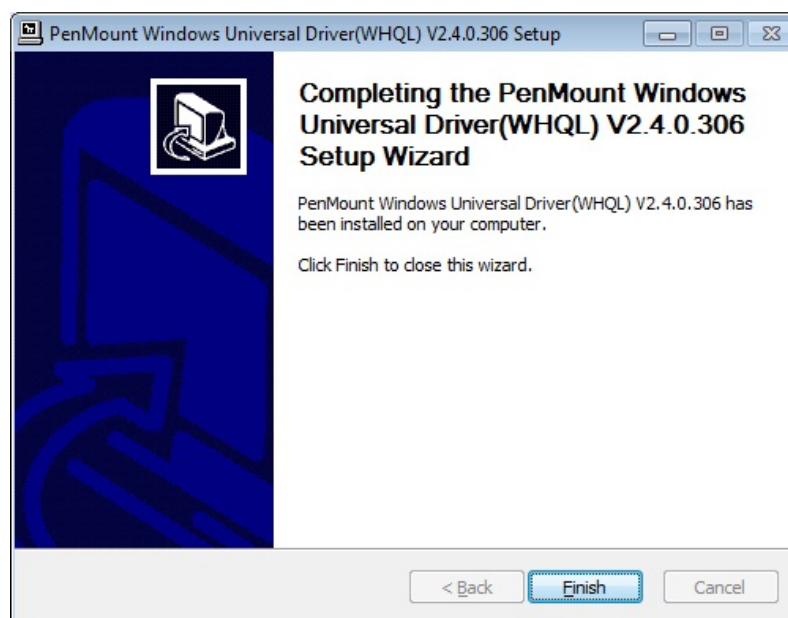 PenMount Windows Universal Driver(WHQL) V2.4.0.306 Setup
Completing the PenMount Windows
Universal Driver(WHQL) V2.4.0.306
Setup Wizard
PenMount Windows Universal Driver(WHQL) V2.4.0.306 has
been installed on your computer.
Click Finish to close this wizard.
< Back
Finish
Cancel